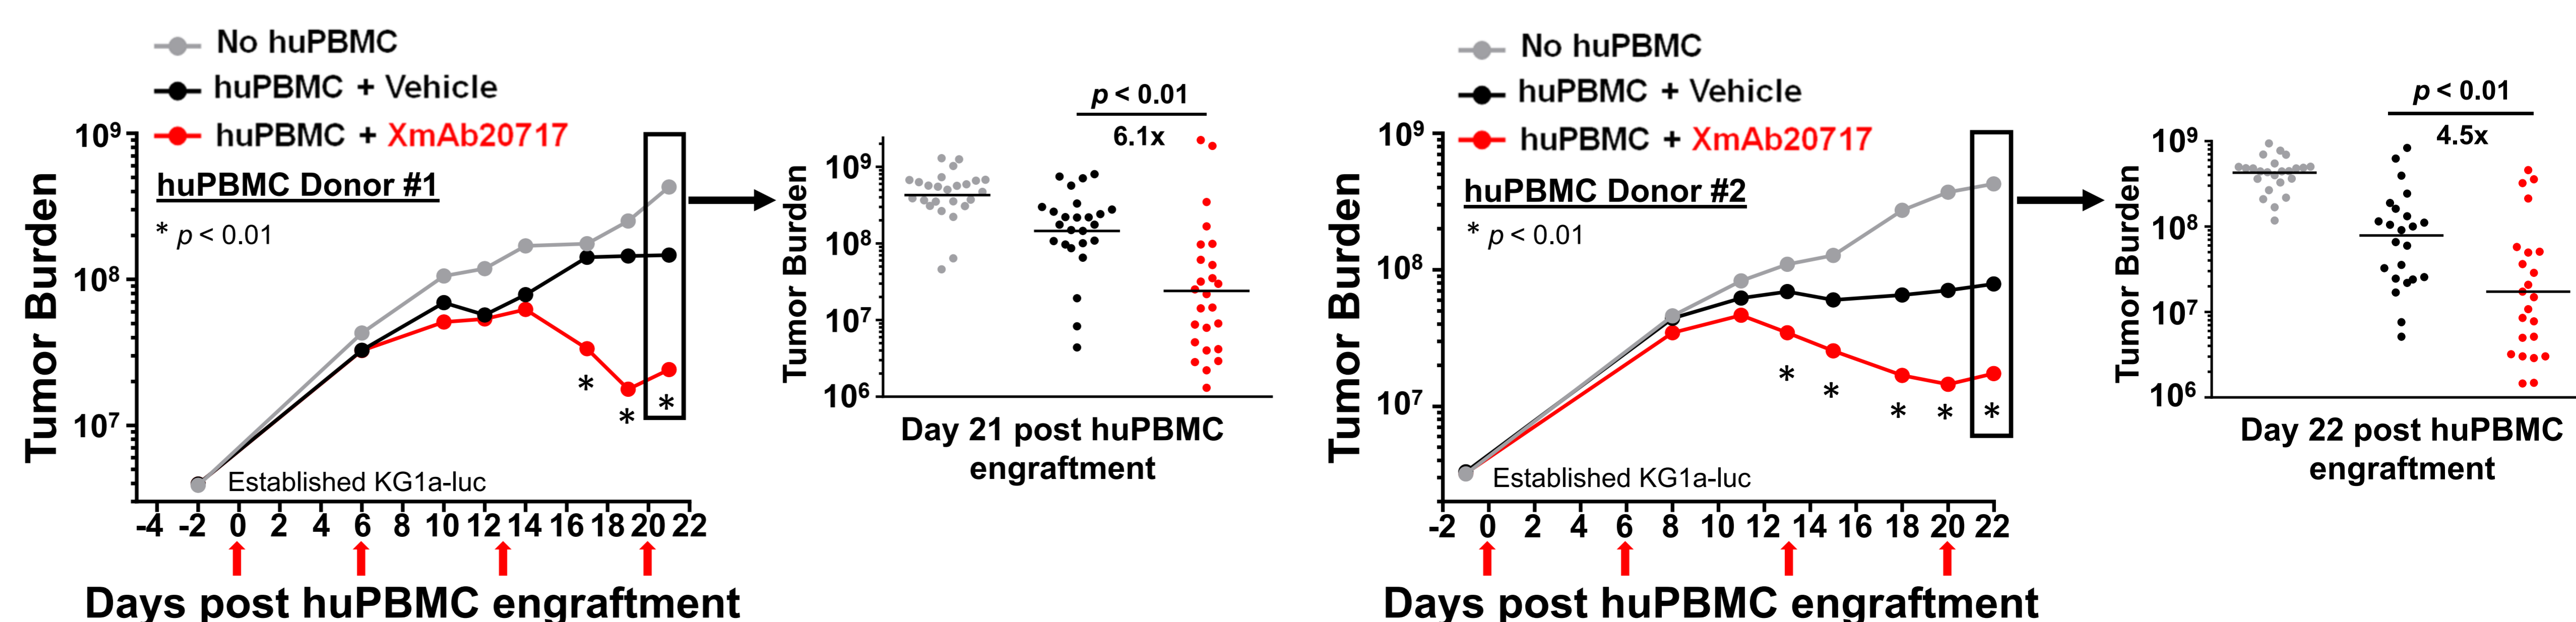 No huPBMC
huPBMC + Vehicle
huPBMC + XmAb20717
huPBMC Donor #1
* p < 0.01
Tumor Burden
10⁹
10⁸
10⁷
* * *
Established KG1a-luc
-4 -2 0 2 4 6 8 10 12 14 16 18 20 22
Days post huPBMC engraftment
p < 0.01
6.1x
Tumor Burden
10⁹
10⁸
10⁷
10⁶
Day 21 post huPBMC
engraftment
No huPBMC
huPBMC + Vehicle
huPBMC + XmAb20717
huPBMC Donor #2
* p < 0.01
Tumor Burden
10⁹
10⁸
10⁷
* * * * *
Established KG1a-luc
-2 0 2 4 6 8 10 12 14 16 18 20 22
Days post huPBMC engraftment
p < 0.01
4.5x
Tumor Burden
10⁹
10⁸
10⁷
10⁶
Day 22 post huPBMC
engraftment